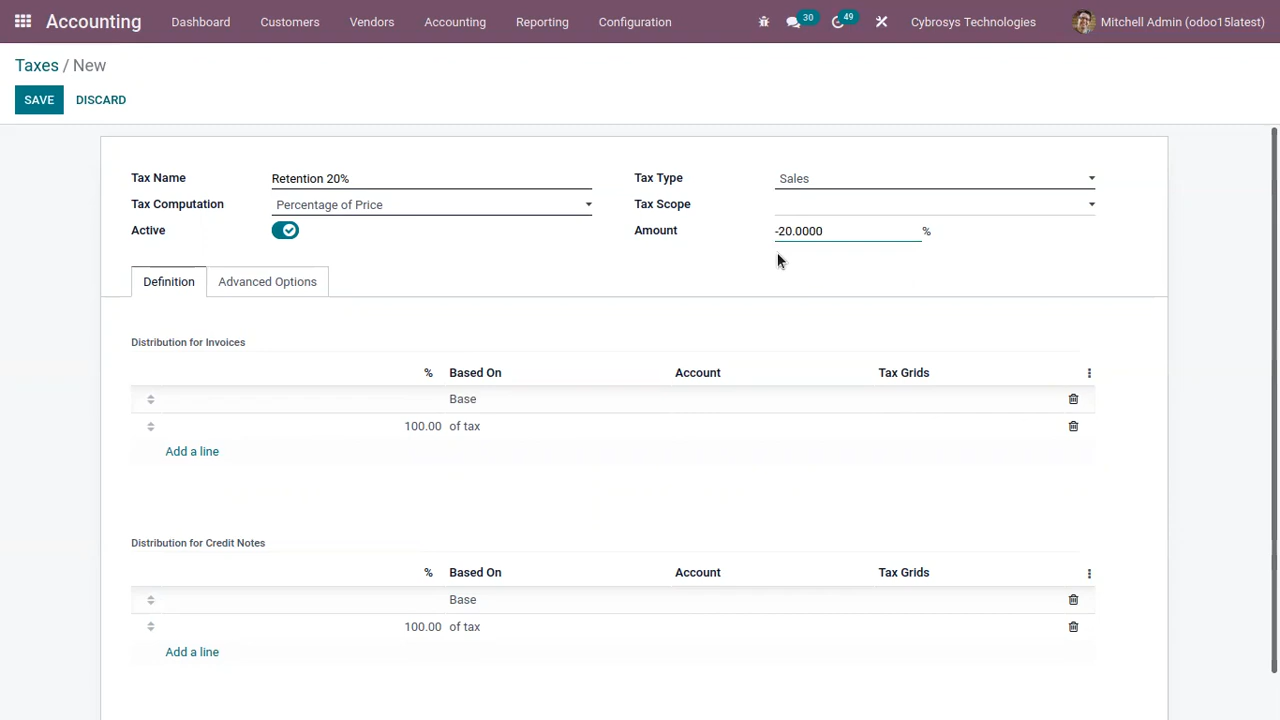 Accounting Dashboard Customers Vendors Accounting Reporting Configuration 30 49 Cybrosys Technologies Mitchell Admin (odoo15latest)
Taxes / New
SAVE DISCARD
Tax Name Retention 20% Tax Type Sales
Tax Computation Percentage of Price Tax Scope
Active Amount -20.0000 %
Definition Advanced Options
Distribution for Invoices
% Based On Account Tax Grids
Base
100.00 of tax
Add a line
Distribution for Credit Notes
% Based On Account Tax Grids
Base
100.00 of tax
Add a line